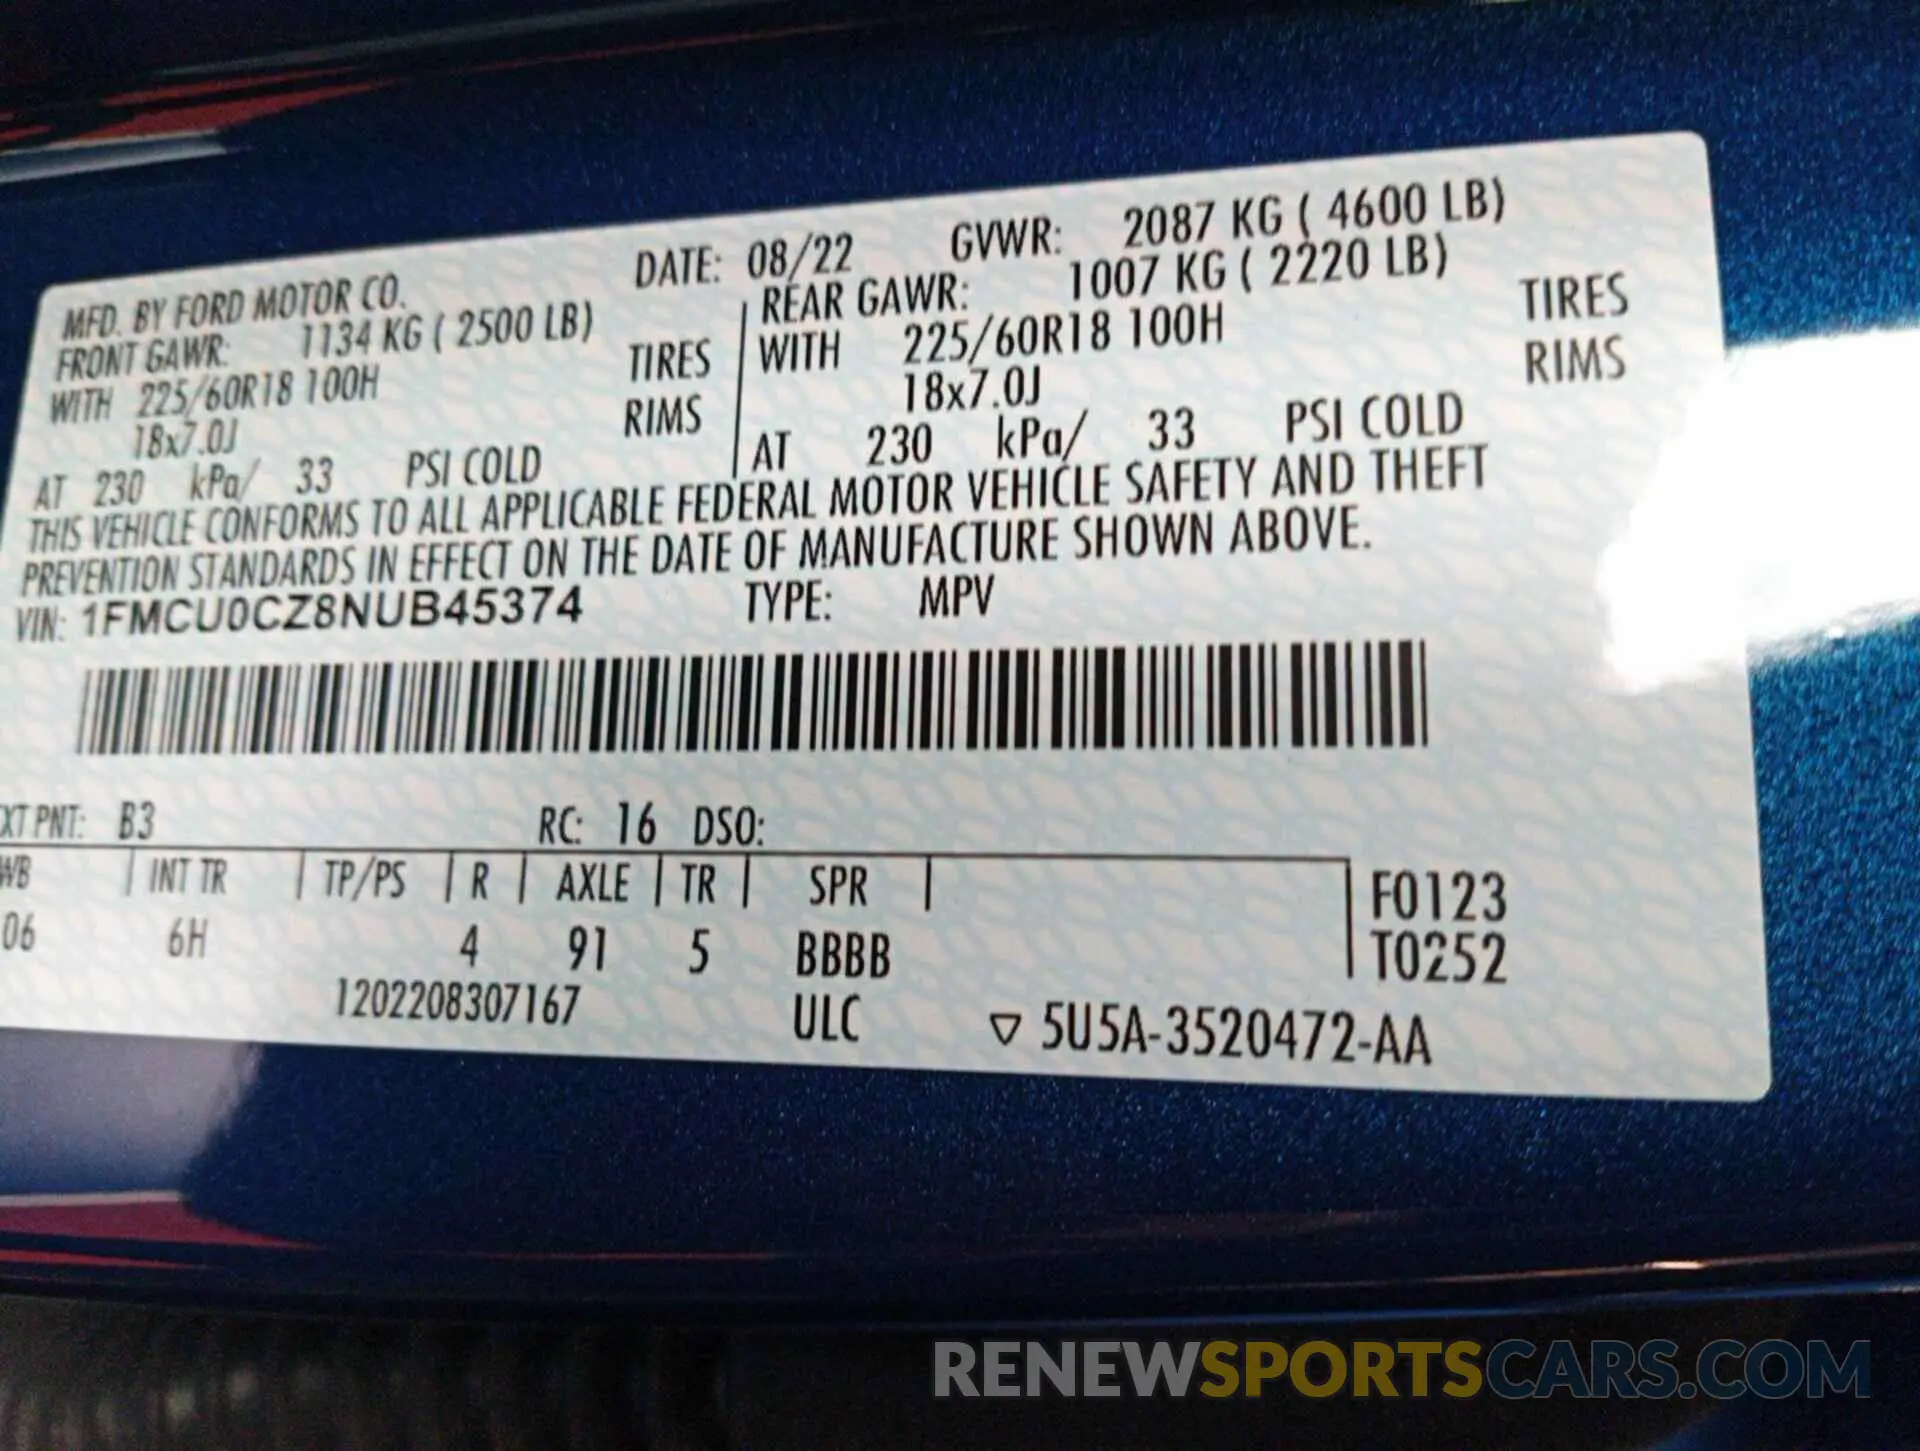 MFD. BY FORD MOTOR CO. DATE: 08/22 GVWR: 2087 KG ( 4600 LB)
FRONT GAWR: 1134 KG ( 2500 LB) REAR GAWR: 1007 KG ( 2220 LB)
WITH 225/60R18 100H TIRES WITH 225/60R18 100H TIRES
18x7.0J RIMS 18x7.0J RIMS
AT 230 kPa/ 33 PSI COLD AT 230 kPa/ 33 PSI COLD
THIS VEHICLE CONFORMS TO ALL APPLICABLE FEDERAL MOTOR VEHICLE SAFETY AND THEFT
PREVENTION STANDARDS IN EFFECT ON THE DATE OF MANUFACTURE SHOWN ABOVE.
VIN: 1FMCU0CZ8NUB45374 TYPE: MPV
XT PNT: B3 RC: 16 DSO:
WB INT TR TP/PS R AXLE TR SPR F0123
06 6H 4 91 5 BBBB T0252
1202208307167 ULC ▽ 5U5A-3520472-AA
RENEWSPORTSCARS.COM